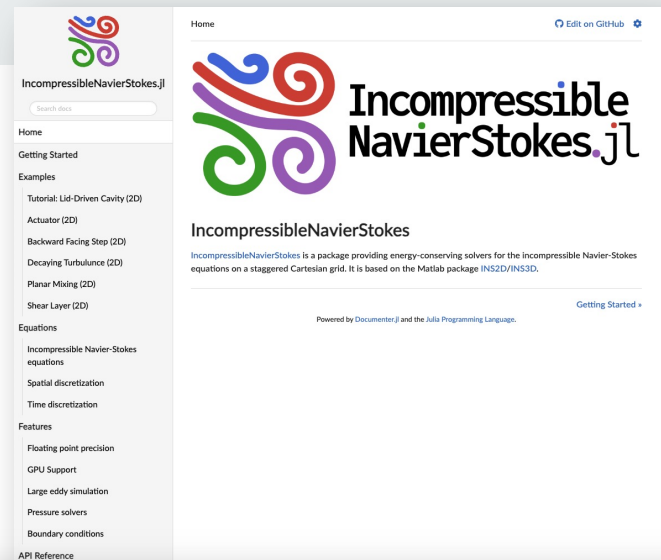 IncompressibleNavierStokes.jl
Search docs
Home
Getting Started
Examples
Tutorial: Lid-Driven Cavity (2D)
Actuator (2D)
Backward Facing Step (2D)
Decaying Turbulunce (2D)
Planar Mixing (2D)
Shear Layer (2D)
Equations
Incompressible Navier-Stokes
equations
Spatial discretization
Time discretization
Features
Floating point precision
GPU Support
Large eddy simulation
Pressure solvers
Boundary conditions
API Reference
Home
Edit on GitHub
Incompressible
NavierStokes.jl
IncompressibleNavierStokes
IncompressibleNavierStokes is a package providing energy-conserving solvers for the incompressible Navier-Stokes
equations on a staggered Cartesian grid. It is based on the Matlab package INS2D/INS3D.
Getting Started »
Powered by Documenter.jl and the Julia Programming Language.